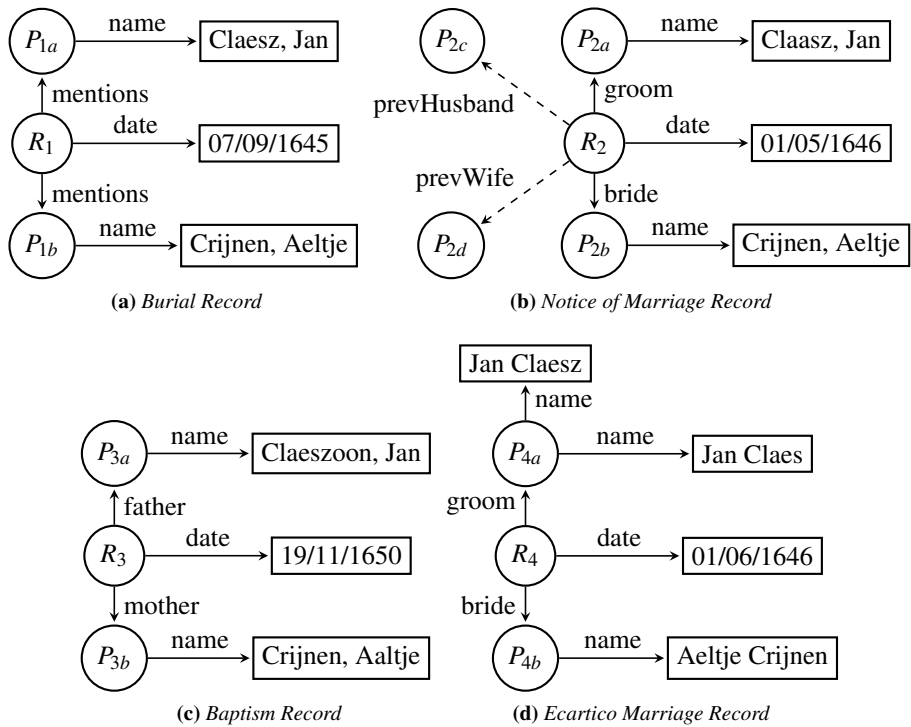 P1a name Claesz, Jan
mentions
R1 date 07/09/1645
mentions
P1b name Crijnen, Aeltje
(a) Burial Record
P2c P2a name Claasz, Jan
prevHusband groom
R2 date 01/05/1646
prevWife bride
P2d P2b name Crijnen, Aeltje
(b) Notice of Marriage Record
P3a name Claeszoon, Jan
father
R3 date 19/11/1650
mother
P3b name Crijnen, Aaltje
(c) Baptism Record
Jan Claesz
name
P4a name Jan Claes
groom
R4 date 01/06/1646
bride
P4b name Aeltje Crijnen
(d) Ecartico Marriage Record